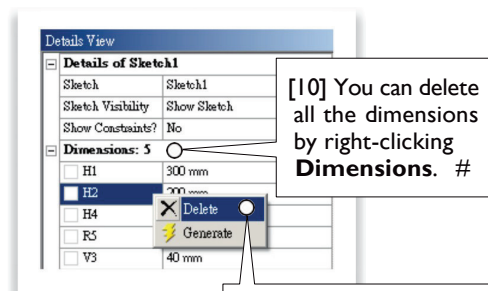 Details View
Details of Sketch1
Sketch Sketch1
Sketch Visibility Show Sketch
Show Constraints? No
Dimensions: 5
H1 300 mm
H2 200 mm
H4
R5
V3 40 mm
Delete
Generate
[10] You can delete
all the dimensions
by right-clicking
Dimensions. #